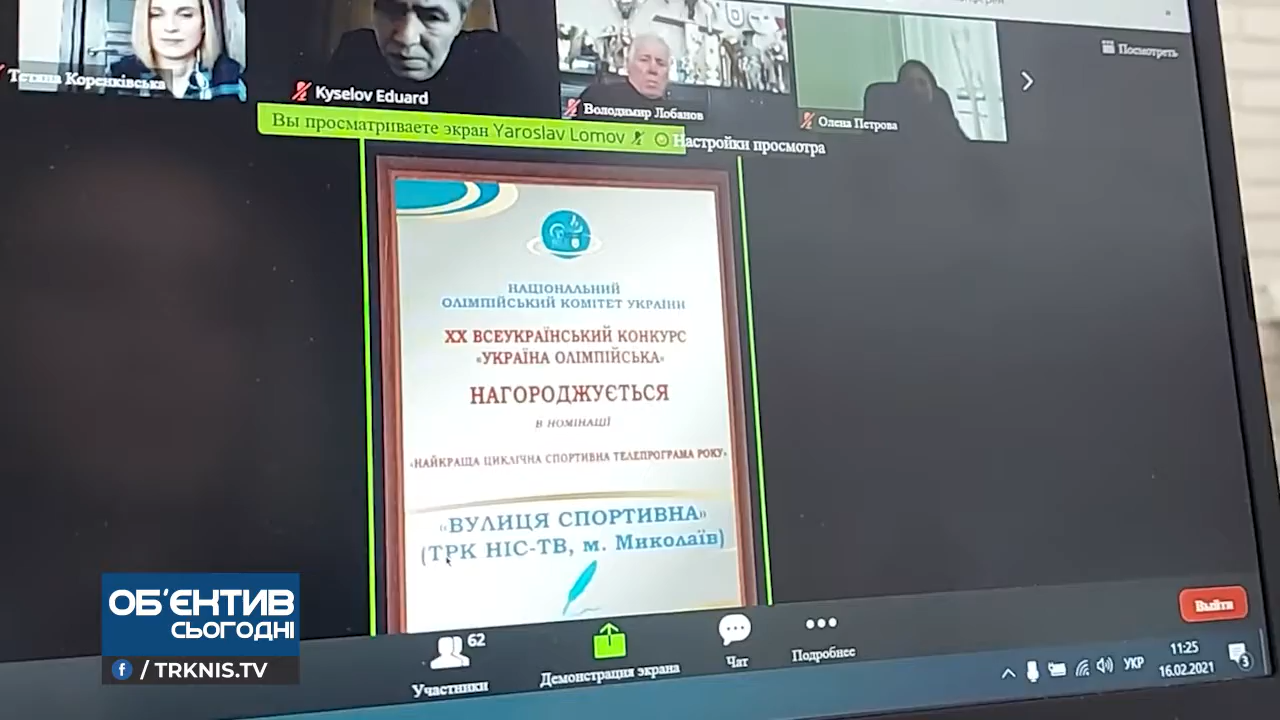 Посмотреть
Тетяна Коренківська
Kyselov Eduard
Володимир Лобанов
Олена Петрова
Вы просматриваете экран Yaroslav Lomov
Настройки просмотра
НАЦІОНАЛЬНИЙ
ОЛІМПІЙСЬКИЙ КОМІТЕТ УКРАЇНИ
XX ВСЕУКРАЇНСЬКИЙ КОНКУРС
«УКРАЇНА ОЛІМПІЙСЬКА»
НАГОРОДЖУЄТЬСЯ
В НОМІНАЦІЇ
«НАЙКРАЩА ЦИКЛІЧНА СПОРТИВНА ТЕЛЕПРОГРАМА РОКУ»
«ВУЛИЦЯ СПОРТИВНА»
(ТРК НІС-ТВ, м. Миколаїв)
ОБ'ЄКТИВ
СЬОГОДНІ
f / TRKNIS.TV
62
Участники
Демонстрация экрана
Чат
Подробнее
Выйти
УКР
11:25
16.02.2021
3